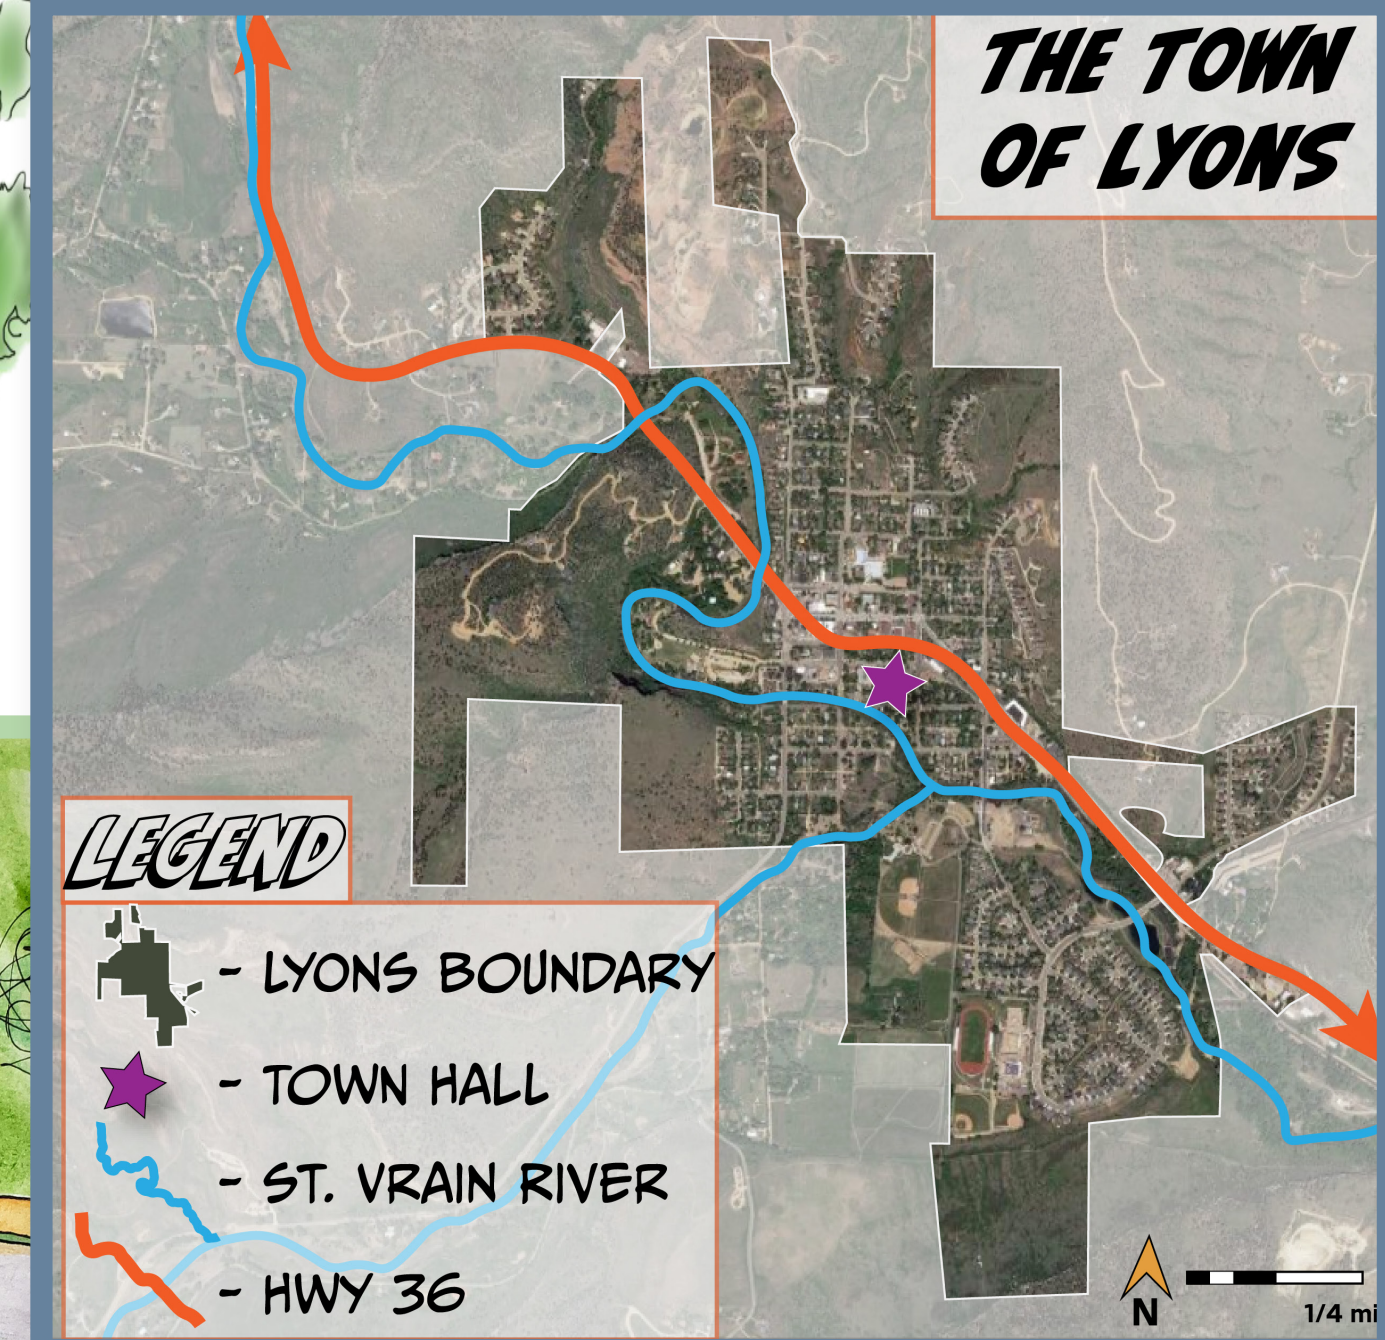 THE TOWN
OF LYONS
LEGEND
- LYONS BOUNDARY
- TOWN HALL
- ST. VRAIN RIVER
- HWY 36
N
1/4 mi